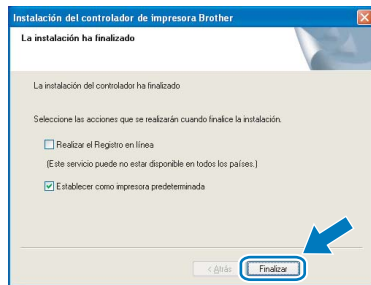 Instalación del controlador de impresora Brother
La instalación ha finalizado
La instalación del controlador ha finalizado
Seleccione las acciones que se realizarán cuando finalice la instalación.
Realizar el Registro en línea
(Este servicio puede no estar disponible en todos los países.)
Establecer como impresora predeterminada
< Atrás
Finalizar